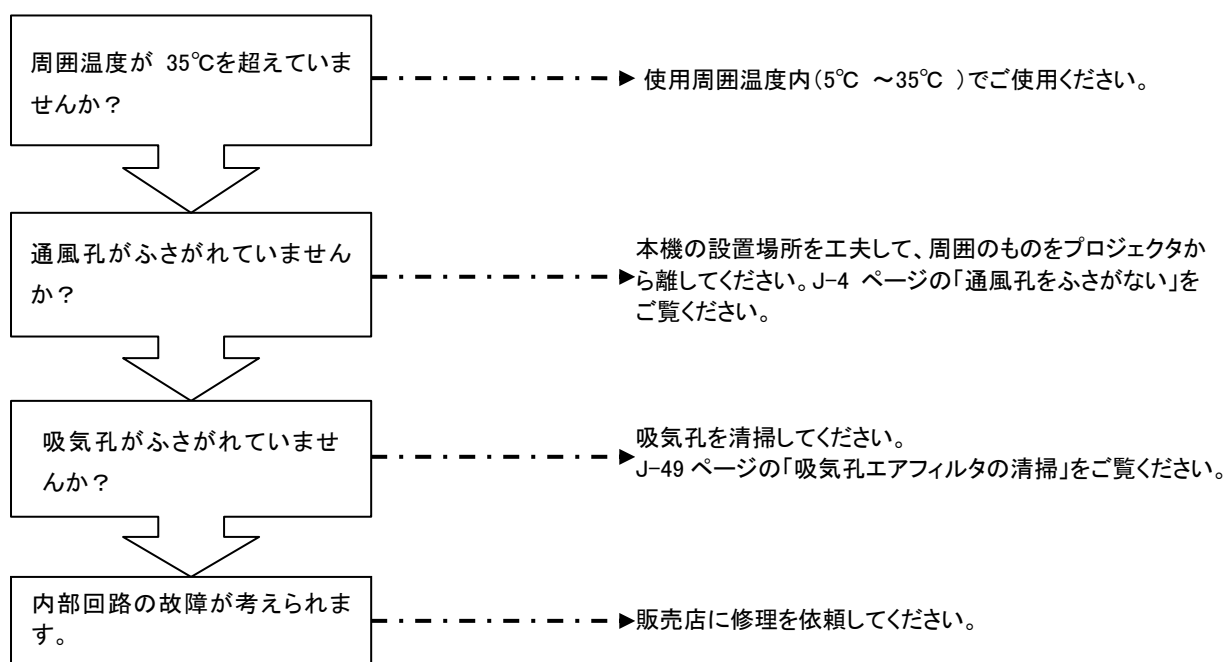 周囲温度が 35℃を超えていま
せんか？
使用周囲温度内（5℃ ～35℃ ）でご使用ください。
通風孔がふさがれていません
か？
本機の設置場所を工夫して、周囲のものをプロジェクタか
ら離してください。J-4 ページの「通風孔をふさがない」を
ご覧ください。
吸気孔がふさがれていませ
んか？
吸気孔を清掃してください。
J-49 ページの「吸気孔エアフィルタの清掃」をご覧ください。
内部回路の故障が考えられま
す。
販売店に修理を依頼してください。